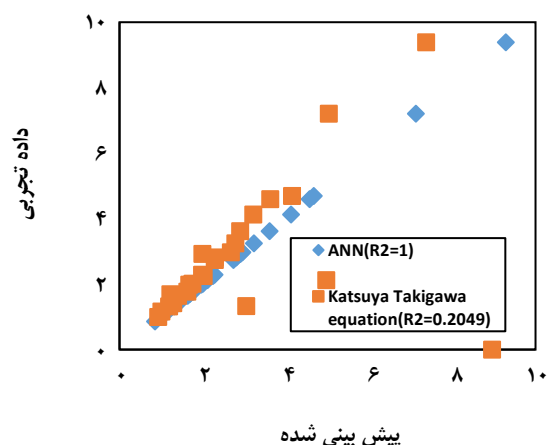 ۱۰
۸
۶
۴
۲
۰
داده تجربی
ANN(R2=1)
Katsuya Takigawa
equation(R2=0.2049)
۰ ۲ ۴ ۶ ۸ ۱۰
پیش بینی شده